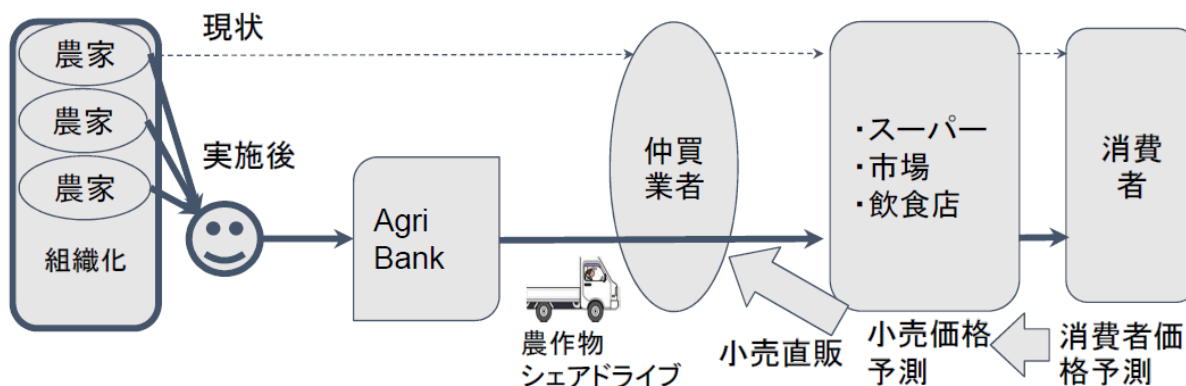 現状
農家
農家
農家
組織化
実施後
Agri
Bank
農作物
シェアドライブ
仲買
業者
小売直販
・スーパー
・市場
・飲食店
小売価格
予測
消費
者
消費者価
格予測